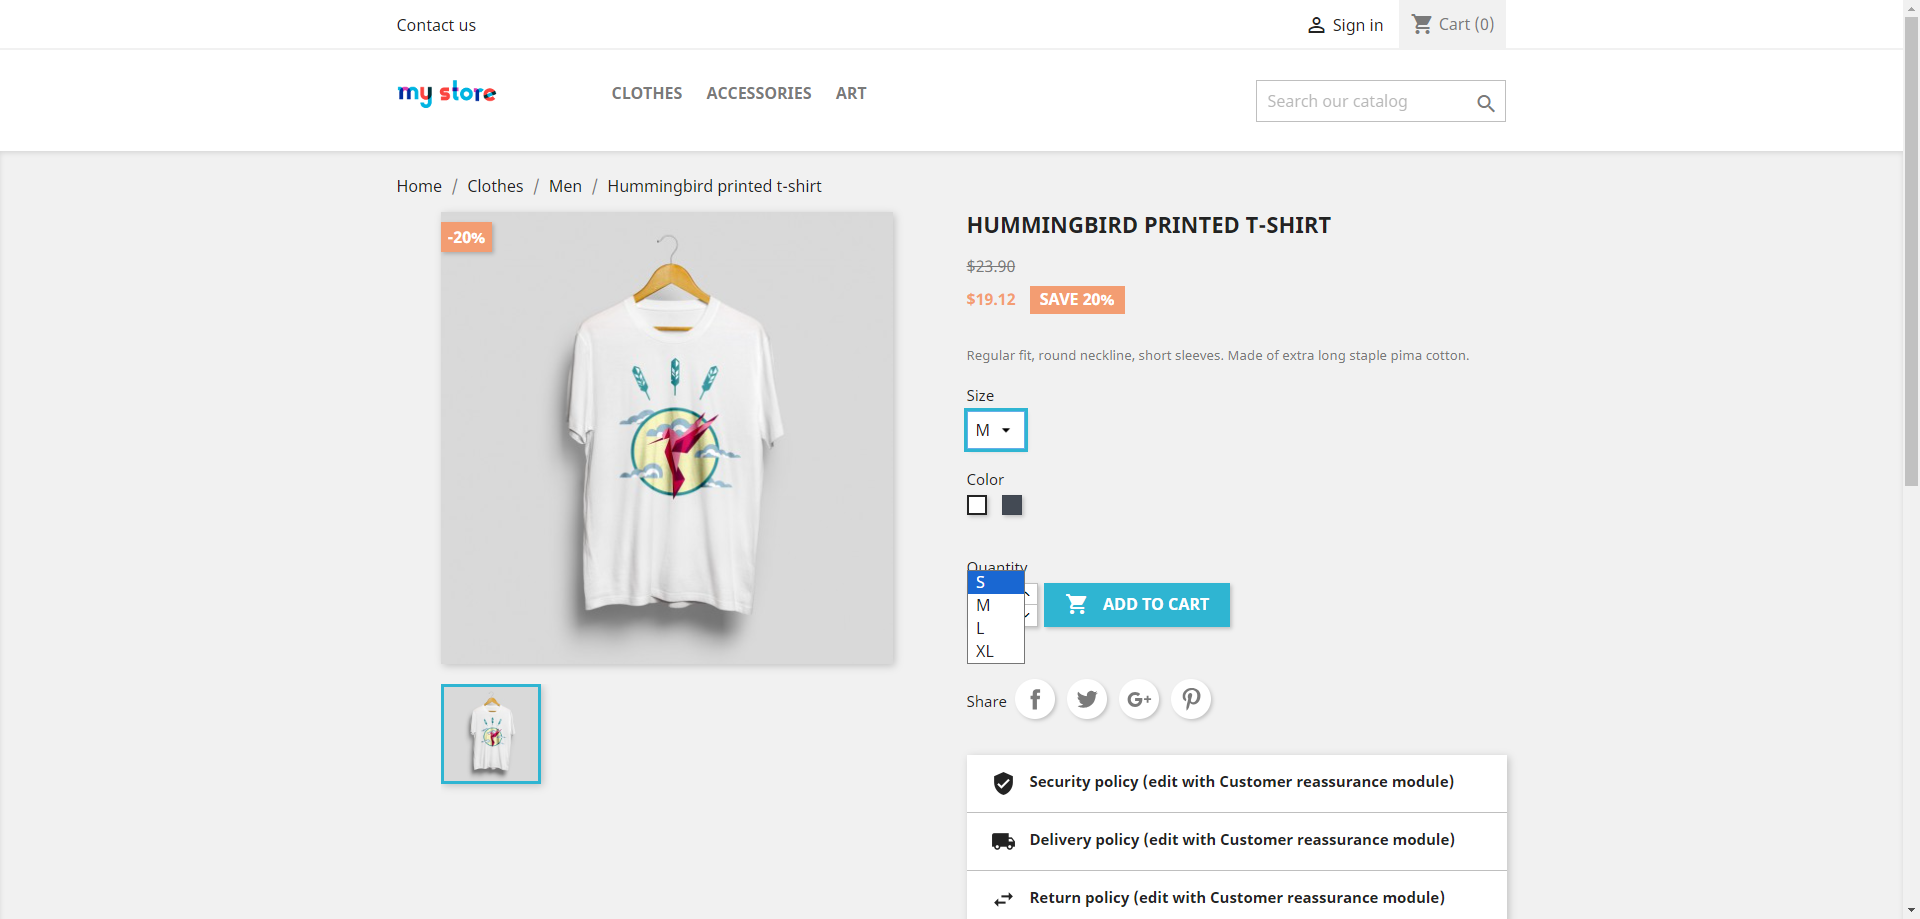 Contact us
Sign in
Cart (0)
my store
CLOTHES
ACCESSORIES
ART
Search our catalog
Home / Clothes / Men / Hummingbird printed t-shirt
-20%
HUMMINGBIRD PRINTED T-SHIRT
$23.90
$19.12
SAVE 20%
Regular fit, round neckline, short sleeves. Made of extra long staple pima cotton.
Size
M
Color
Quantity
S
M
L
XL
ADD TO CART
Share
Security policy (edit with Customer reassurance module)
Delivery policy (edit with Customer reassurance module)
Return policy (edit with Customer reassurance module)